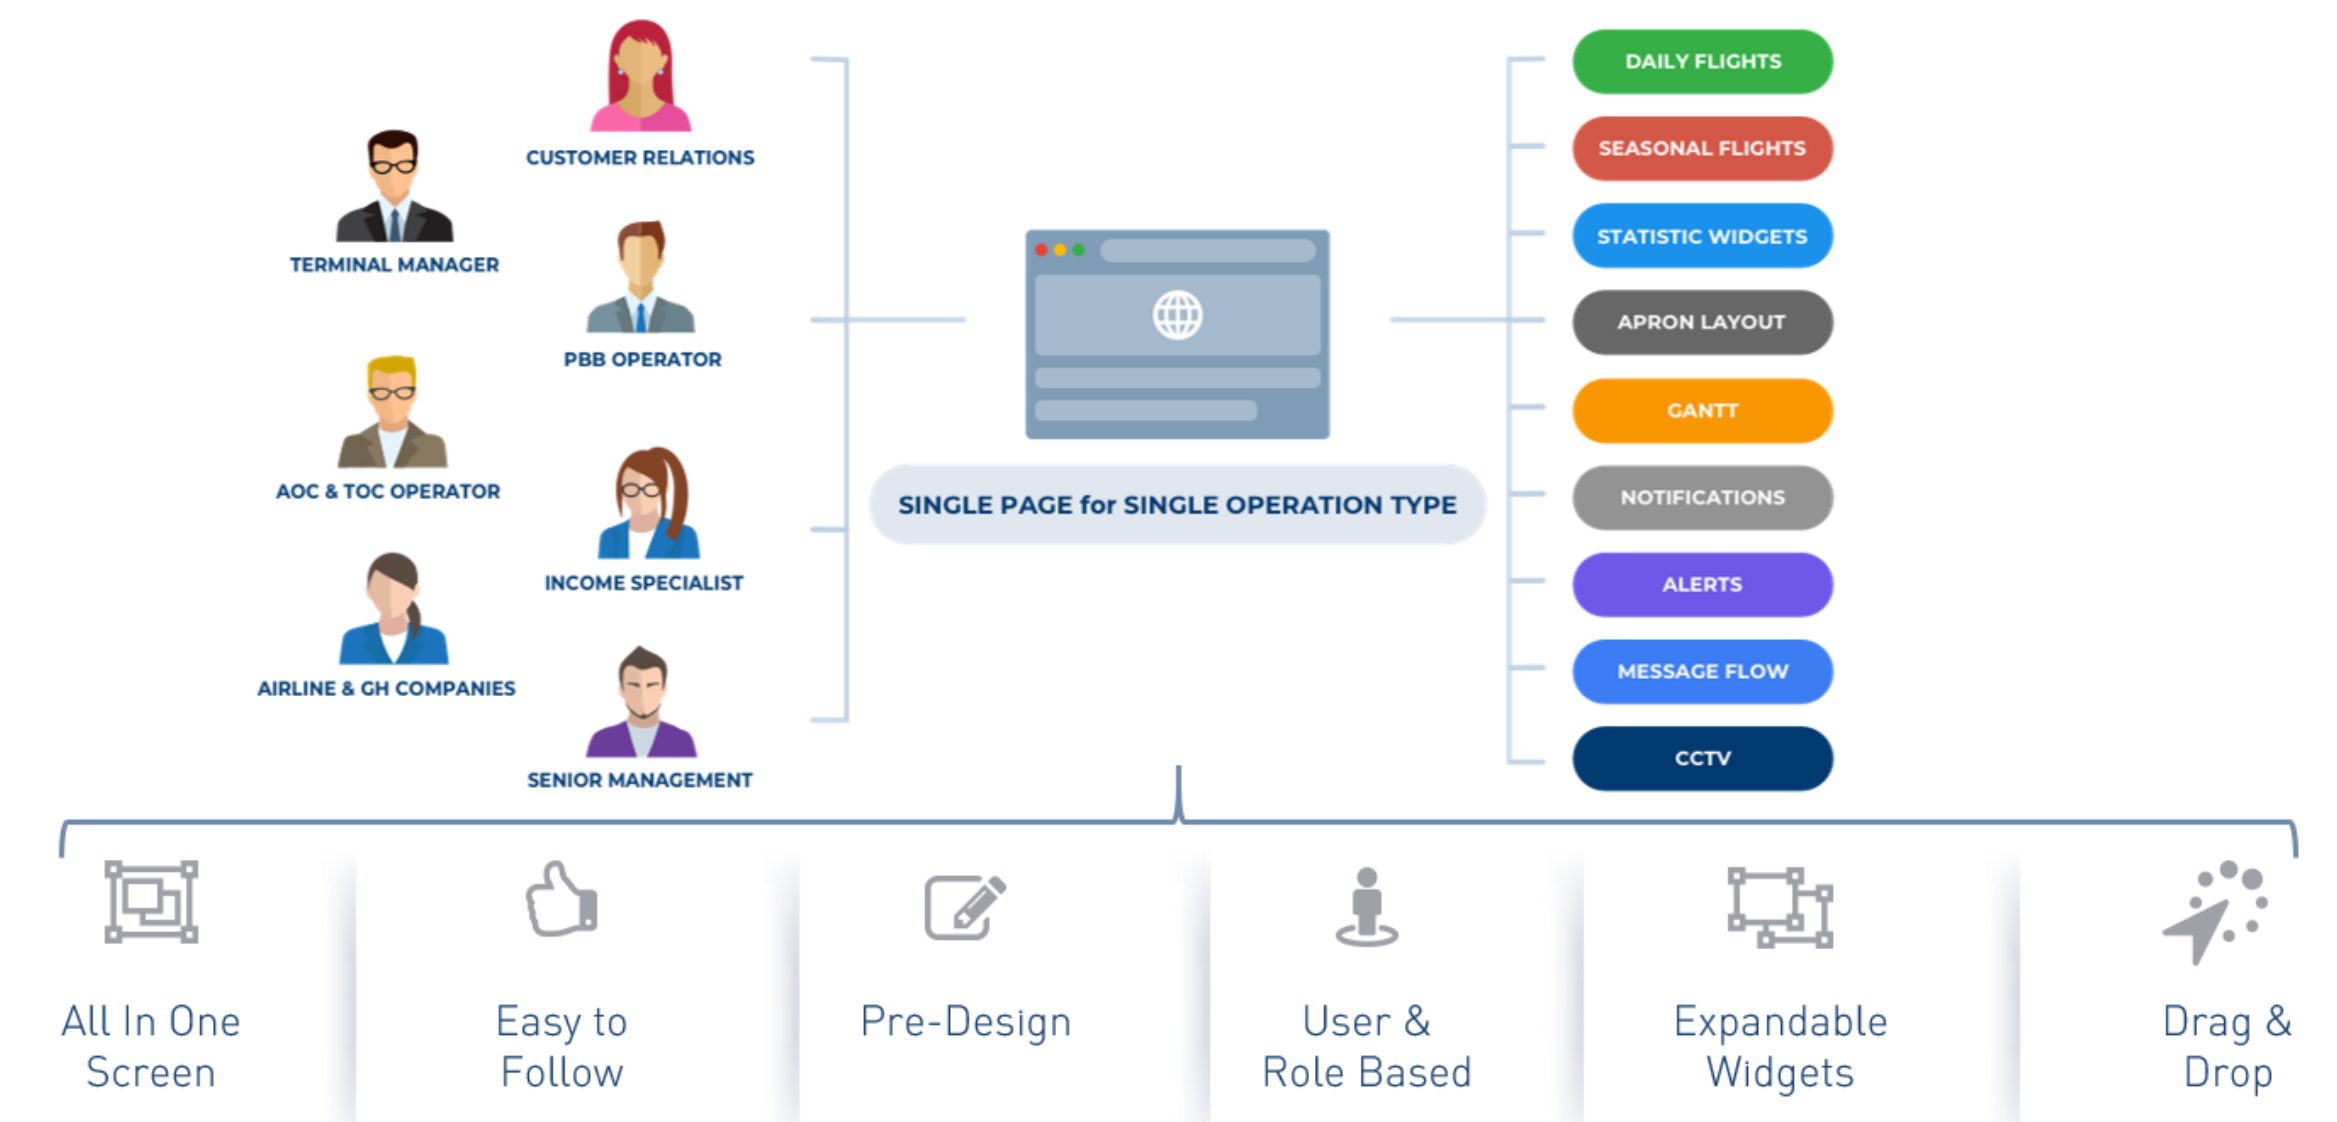 CUSTOMER RELATIONS
TERMINAL MANAGER
PBB OPERATOR
AOC & TOC OPERATOR
INCOME SPECIALIST
AIRLINE & GH COMPANIES
SENIOR MANAGEMENT
SINGLE PAGE for SINGLE OPERATION TYPE
DAILY FLIGHTS
SEASONAL FLIGHTS
STATISTIC WIDGETS
APRON LAYOUT
GANTT
NOTIFICATIONS
ALERTS
MESSAGE FLOW
CCTV
All In One
Screen
Easy to
Follow
Pre-Design
User &
Role Based
Expandable
Widgets
Drag &
Drop